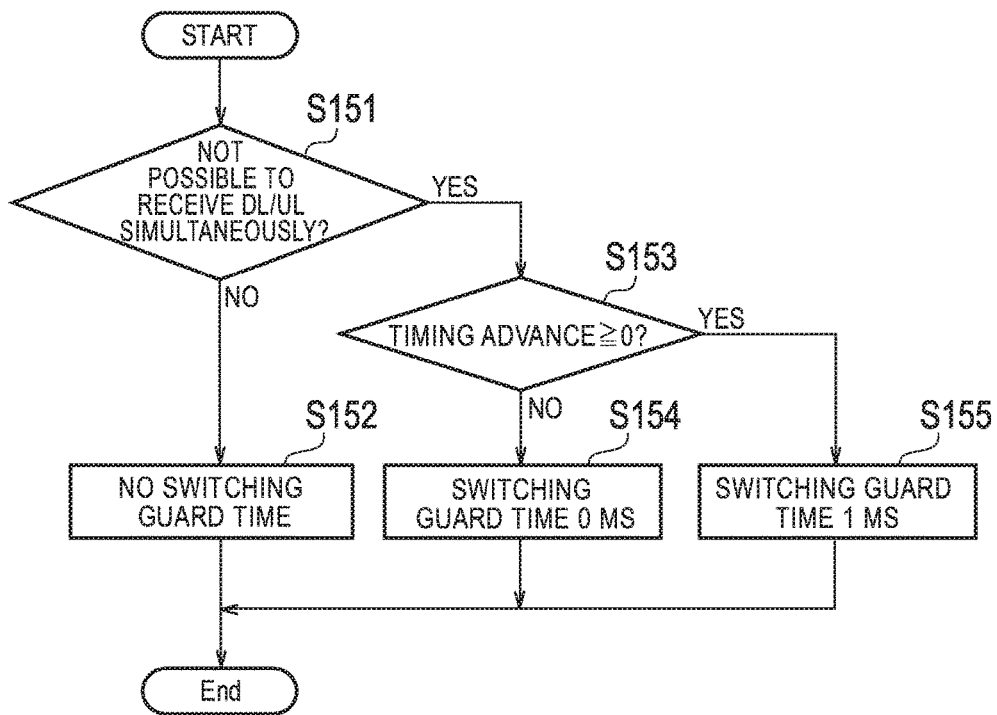 START
S151
NOT
POSSIBLE TO
RECEIVE DL/UL
SIMULTANEOUSLY?
YES
NO
S153
TIMING ADVANCE≧0?
YES
NO
S152
NO SWITCHING
GUARD TIME
S154
SWITCHING
GUARD TIME 0 MS
S155
SWITCHING GUARD
TIME 1 MS
End